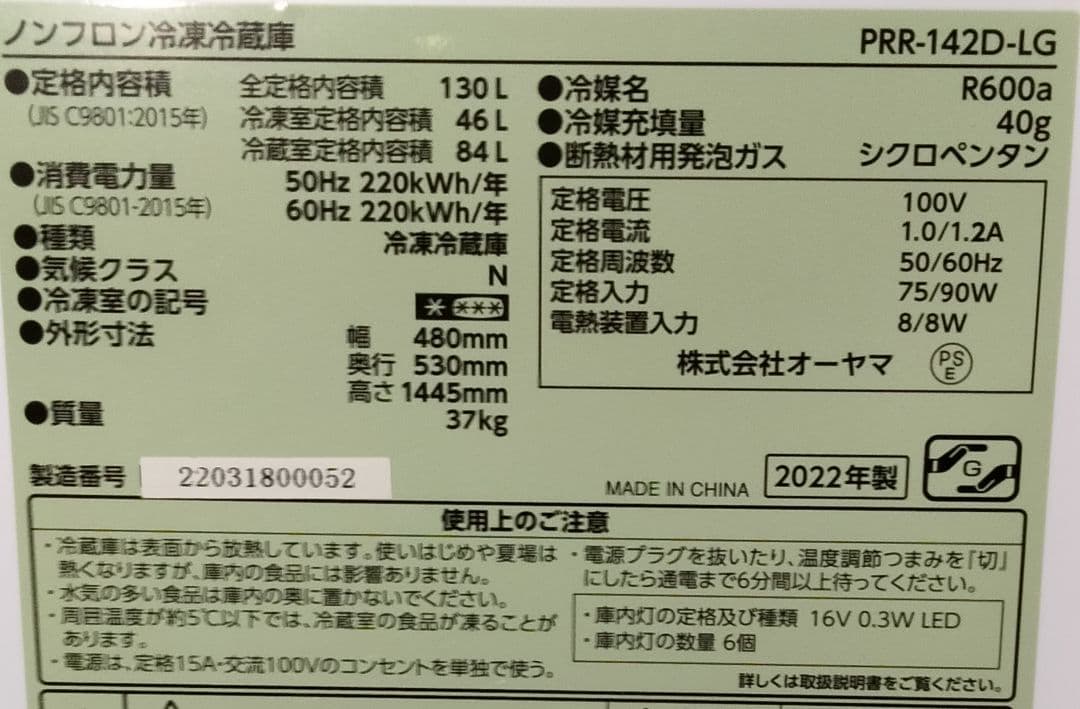 ノンフロン冷凍冷蔵庫
PRR-142D-LG
●定格内容積 全定格内容積 130 L
(JIS C9801:2015年) 冷凍室定格内容積 46 L
冷蔵室定格内容積 84 L
●消費電力量 50Hz 220kWh/年
(JIS C9801-2015年) 60Hz 220kWh/年
●種類 冷凍冷蔵庫
●気候クラス N
●冷凍室の記号 * ***
●外形寸法 幅 480mm
奥行 530mm
高さ 1445mm
●質量 37kg
●冷媒名 R600a
●冷媒充填量 40g
●断熱材用発泡ガス シクロペンタン
定格電圧 100V
定格電流 1.0/1.2A
定格周波数 50/60Hz
定格入力 75/90W
電熱装置入力 8/8W
株式会社オーヤマ PSE
製造番号 22031800052
MADE IN CHINA 2022年製 G
使用上のご注意
・冷蔵庫は表面から放熱しています。使いはじめや夏場は
熱くなりますが、庫内の食品には影響ありません。
・水気の多い食品は庫内の奥に置かないでください。
・周囲温度が約5℃以下では、冷蔵室の食品が凍ることが
あります。
・電源は、定格15A・交流100Vのコンセントを単独で使う。
・電源プラグを抜いたり、温度調節つまみを「切」
にしたら通電まで6分間以上待ってください。
・庫内灯の定格及び種類 16V 0.3W LED
・庫内灯の数量 6個
詳しくは取扱説明書をご覧ください。